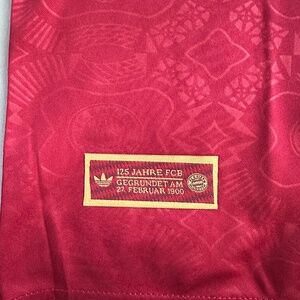 125 JAHRE FCB
GEGRÜNDET AM
27. FEBRUAR 1900